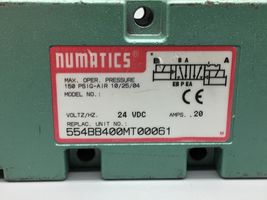 numatics
MAX. OPER. PRESSURE
150 PSIG-AIR 10/25/04
MODEL NO.:
B B A A
EB P EA
CE
VOLTZ/HZ. 24 VDC AMPS. .20
REPLAC. UNIT NO.:
554BB400MT00061